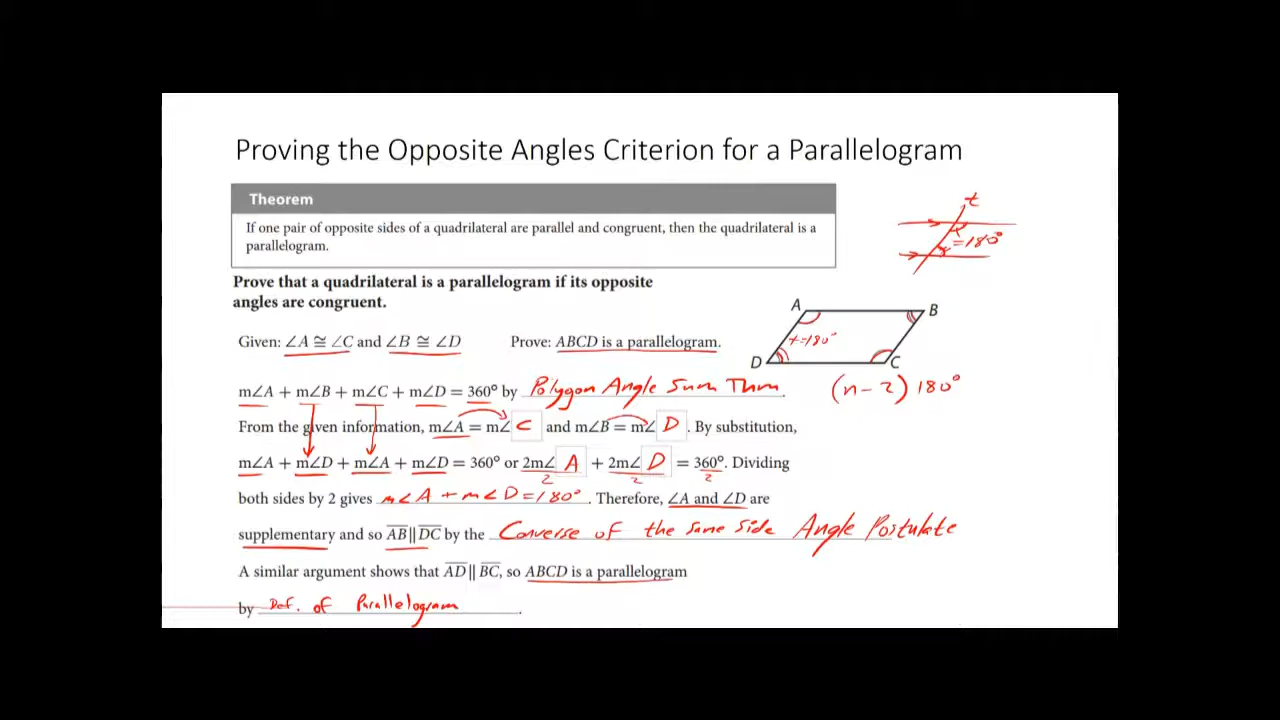 Proving the Opposite Angles Criterion for a Parallelogram
Theorem
If one pair of opposite sides of a quadrilateral are parallel and congruent, then the quadrilateral is a
parallelogram.
t
=180°
Prove that a quadrilateral is a parallelogram if its opposite
angles are congruent.
Given: ∠A ≅ ∠C and ∠B ≅ ∠D Prove: ABCD is a parallelogram.
A B
+=180°
D C
m∠A + m∠B + m∠C + m∠D = 360° by Polygon Angle Sum Thm. (n-2)180°
From the given information, m∠A = m∠ C and m∠B = m∠ D. By substitution,
m∠A + m∠D + m∠A + m∠D = 360° or 2m∠ A + 2m∠ D = 360°. Dividing
2 2 2
both sides by 2 gives m∠A + m∠D=180°. Therefore, ∠A and ∠D are
supplementary and so AB || DC by the Converse of the same side Angle Postulate
A similar argument shows that AD || BC, so ABCD is a parallelogram
by Def. of Parallelogram.